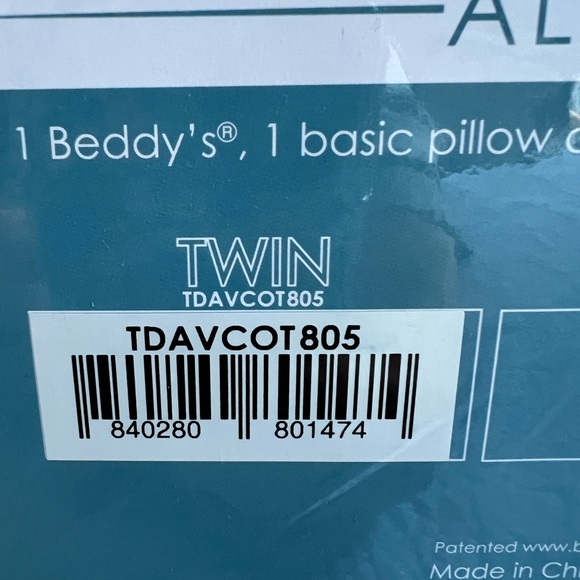 AL
1 Beddy's®, 1 basic pillow
TWIN
TDAVCOT805
TDAVCOT805
840280 801474
Patented www.b
Made in Ch